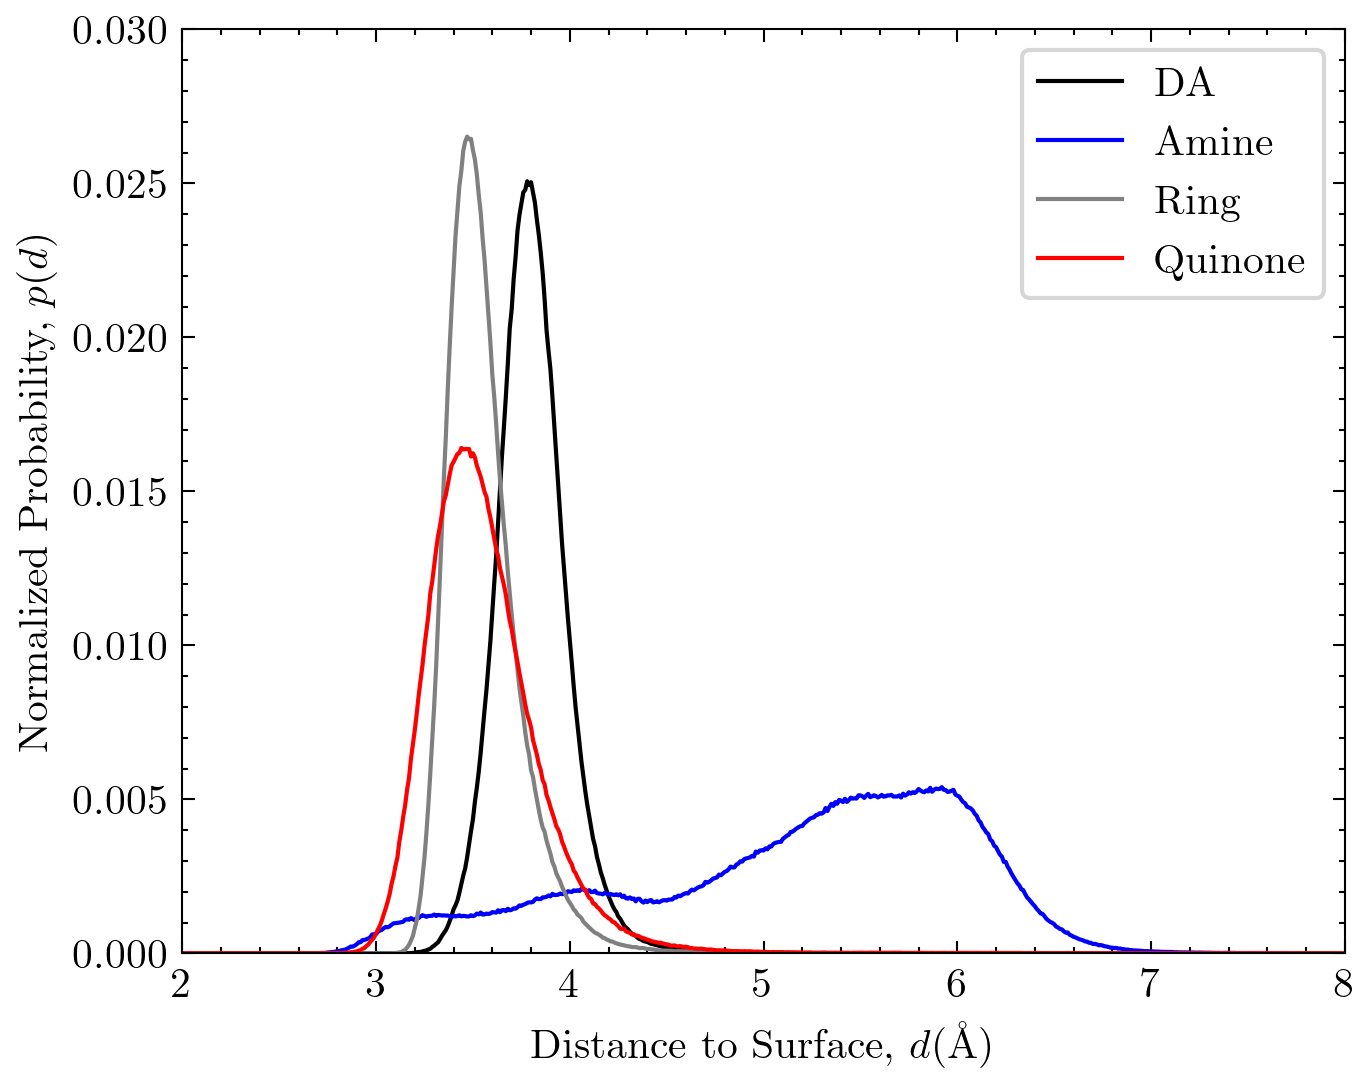 0.030
0.025
0.020
0.015
0.010
0.005
0.000
Normalized Probability, p(d)
2 3 4 5 6 7 8
Distance to Surface, d(Å)
DA
Amine
Ring
Quinone